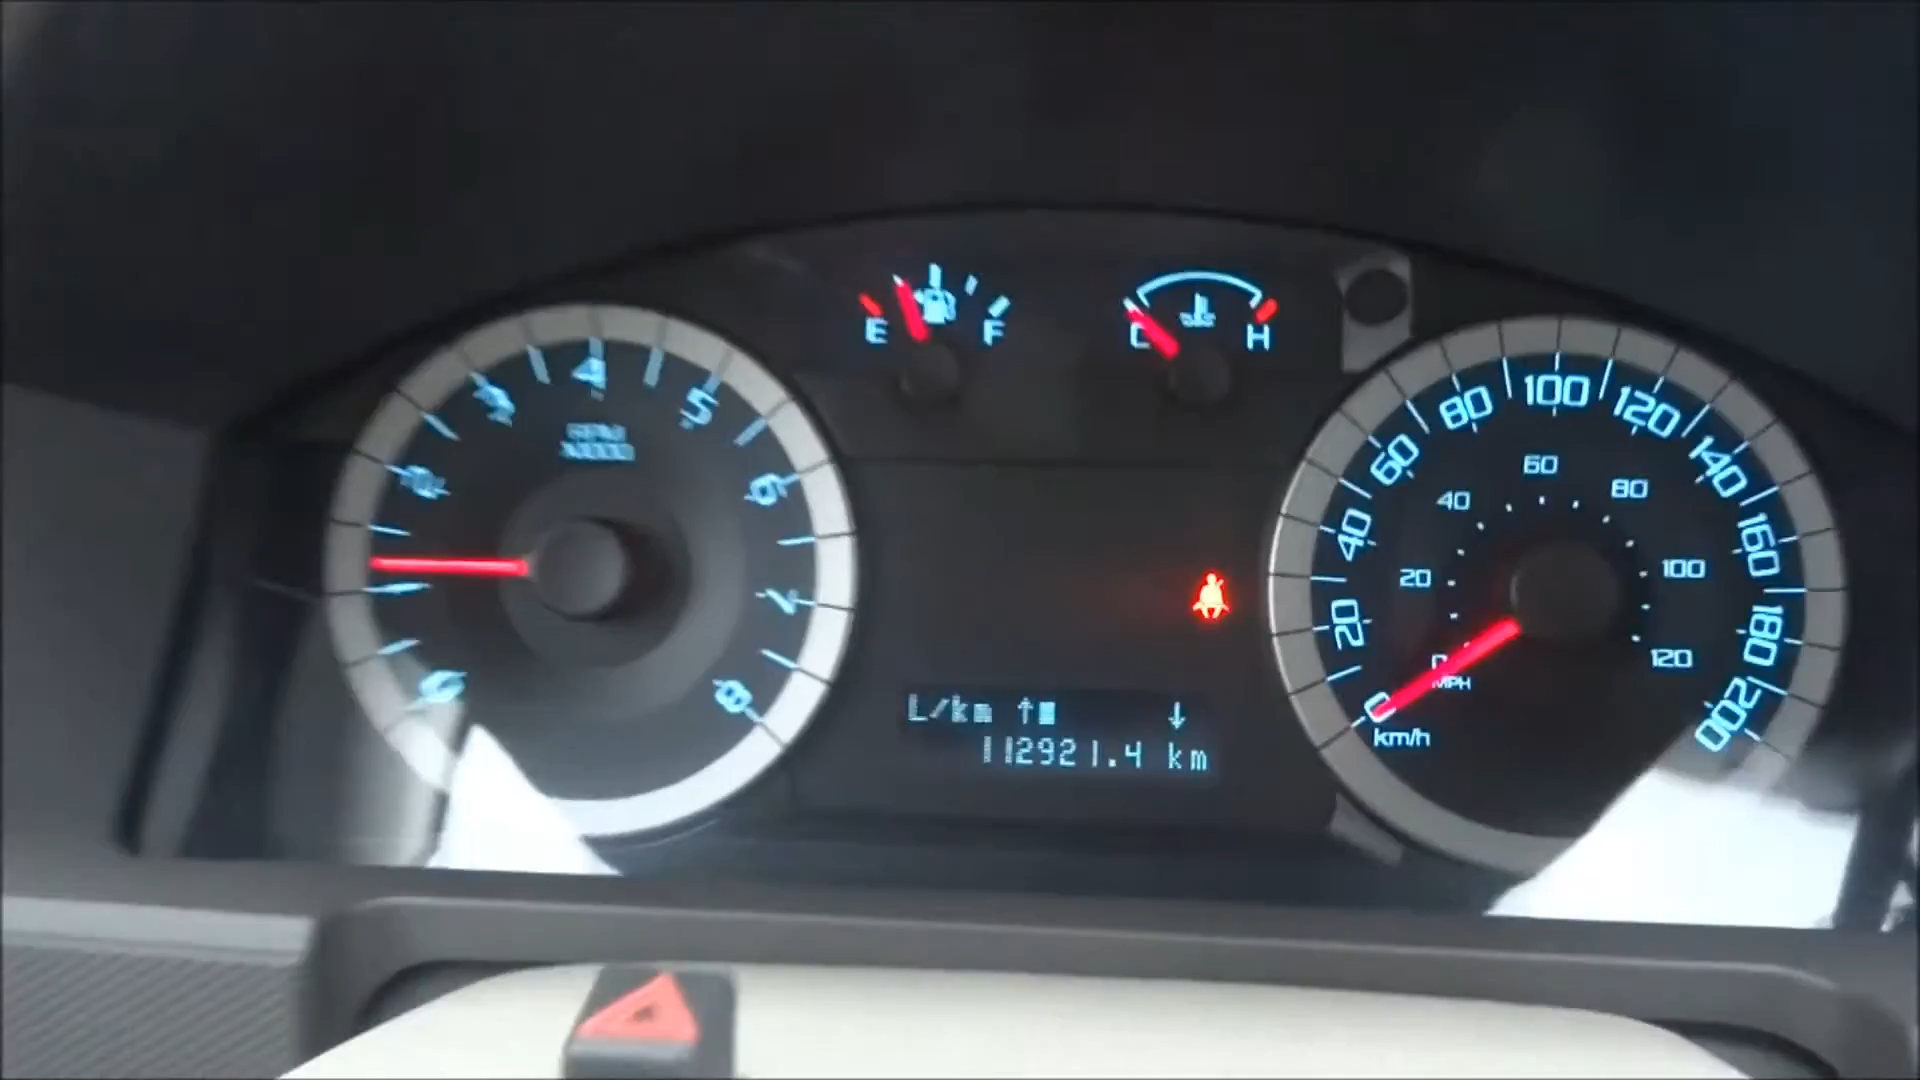 3 4 5
2 6
7
8
RPM
X1000
E F
C H
L/km ↑ ↓
112921.4 km
0 20 40 60 80 100 120 140 160 180 200
km/h
20 40 60 80 100 120
MPH